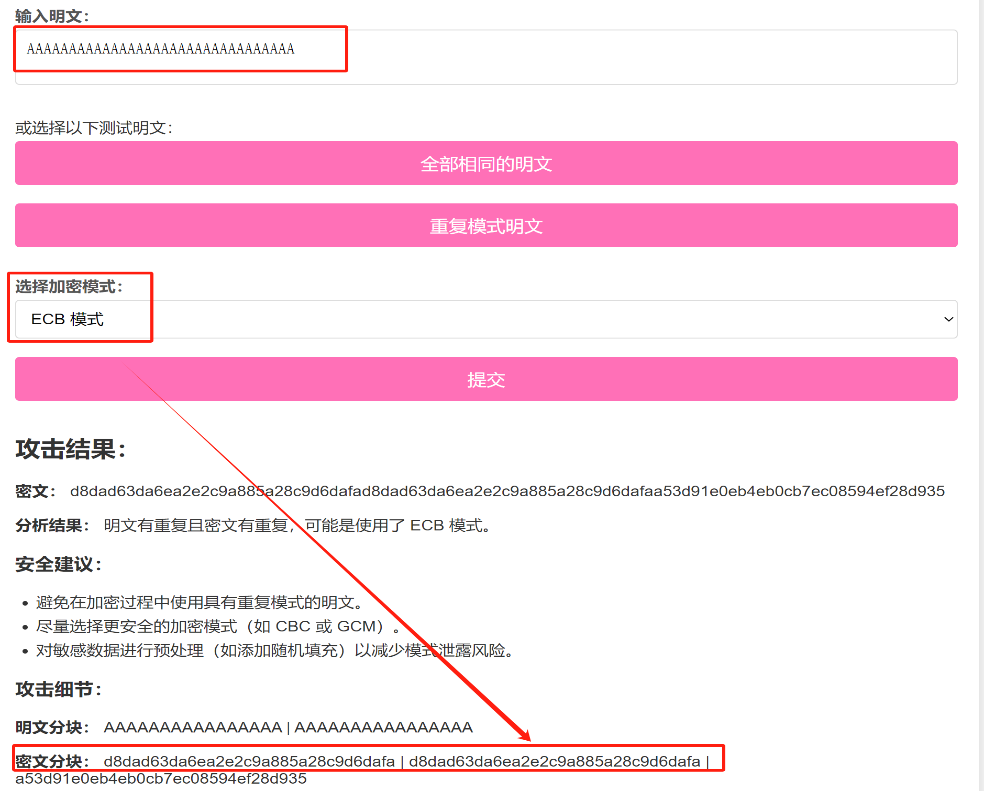 输入明文：
AAAAAAAAAAAAAAAAAAAAAAAAAAAAAAAA
或选择以下测试明文：
全部相同的明文
重复模式明文
选择加密模式：
ECB 模式
提交
攻击结果：
密文： d8dad63da6ea2e2c9a885a28c9d6dafad8dad63da6ea2e2c9a885a28c9d6dafaa53d91e0eb4eb0cb7ec08594ef28d935
分析结果： 明文有重复且密文有重复，可能是使用了 ECB 模式。
安全建议：
• 避免在加密过程中使用具有重复模式的明文。
• 尽量选择更安全的加密模式（如 CBC 或 GCM）。
• 对敏感数据进行预处理（如添加随机填充）以减少模式泄露风险。
攻击细节：
明文分块： AAAAAAAAAAAAAAAA | AAAAAAAAAAAAAAAA
密文分块： d8dad63da6ea2e2c9a885a28c9d6dafa | d8dad63da6ea2e2c9a885a28c9d6dafa |
a53d91e0eb4eb0cb7ec08594ef28d935